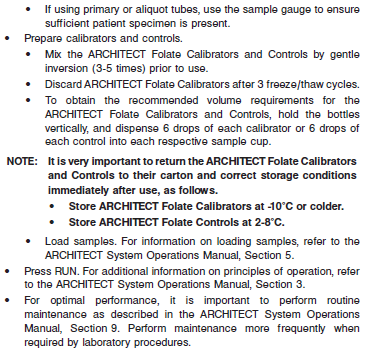 • If using primary or aliquot tubes, use the sample gauge to ensure
sufficient patient specimen is present.
• Prepare calibrators and controls.
• Mix the ARCHITECT Folate Calibrators and Controls by gentle
inversion (3-5 times) prior to use.
• Discard ARCHITECT Folate Calibrators after 3 freeze/thaw cycles.
• To obtain the recommended volume requirements for the
ARCHITECT Folate Calibrators and Controls, hold the bottles
vertically, and dispense 6 drops of each calibrator or 6 drops of
each control into each respective sample cup.
NOTE: It is very important to return the ARCHITECT Folate Calibrators
and Controls to their carton and correct storage conditions
immediately after use, as follows.
• Store ARCHITECT Folate Calibrators at -10°C or colder.
• Store ARCHITECT Folate Controls at 2-8°C.
• Load samples. For information on loading samples, refer to the
ARCHITECT System Operations Manual, Section 5.
• Press RUN. For additional information on principles of operation, refer
to the ARCHITECT System Operations Manual, Section 3.
• For optimal performance, it is important to perform routine
maintenance as described in the ARCHITECT System Operations
Manual, Section 9. Perform maintenance more frequently when
required by laboratory procedures.